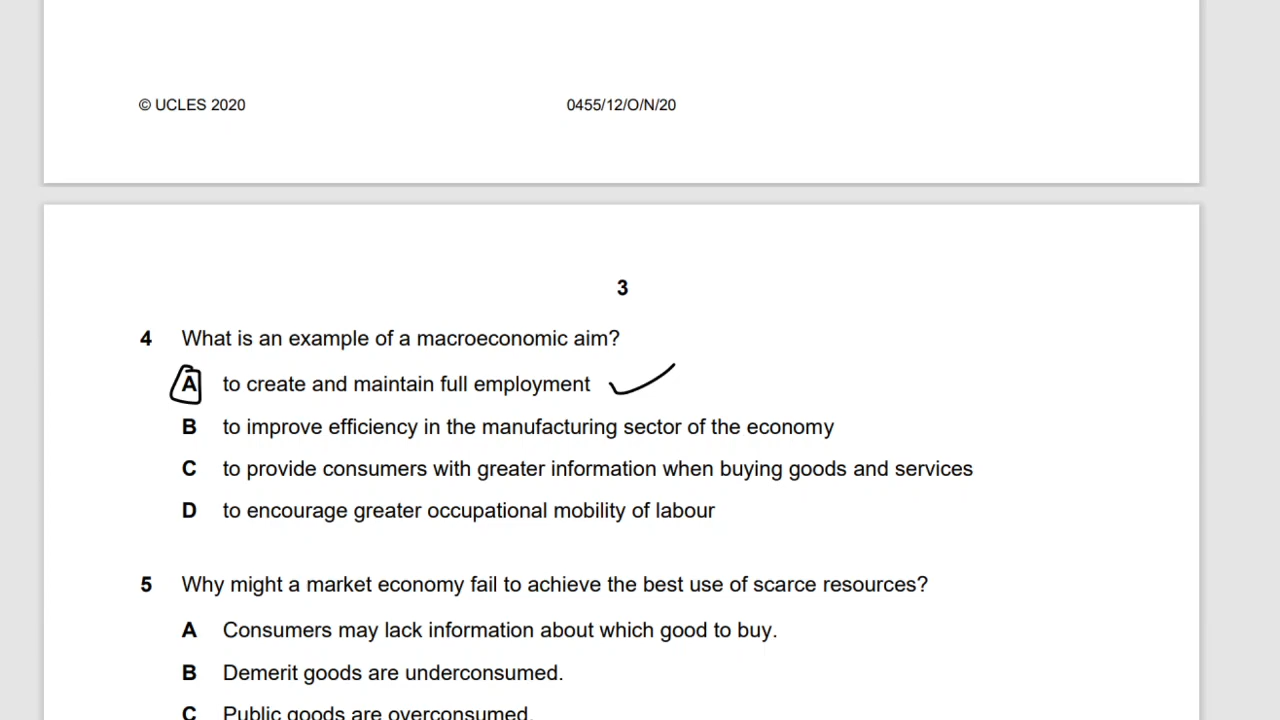 © UCLES 2020 0455/12/O/N/20
3
4 What is an example of a macroeconomic aim?
A to create and maintain full employment
B to improve efficiency in the manufacturing sector of the economy
C to provide consumers with greater information when buying goods and services
D to encourage greater occupational mobility of labour
5 Why might a market economy fail to achieve the best use of scarce resources?
A Consumers may lack information about which good to buy.
B Demerit goods are underconsumed.
C Public goods are overconsumed.